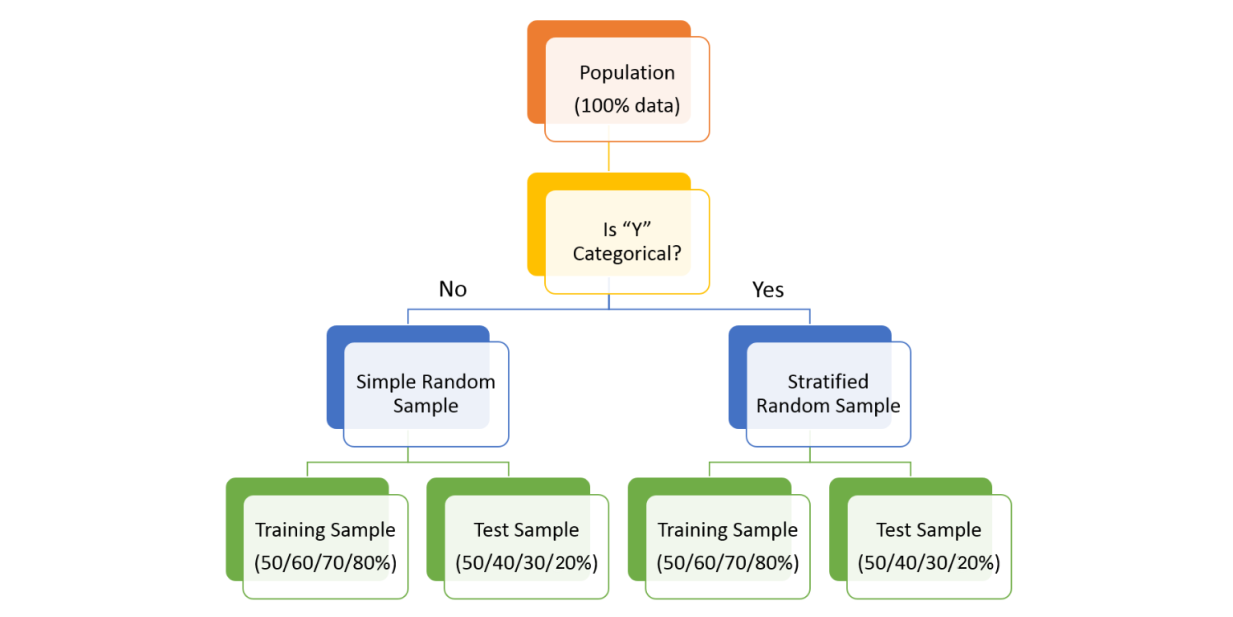 Population
(100% data)
Is “Y”
Categorical?
No
Yes
Simple Random
Sample
Stratified
Random Sample
Training Sample
(50/60/70/80%)
Test Sample
(50/40/30/20%)
Training Sample
(50/60/70/80%)
Test Sample
(50/40/30/20%)